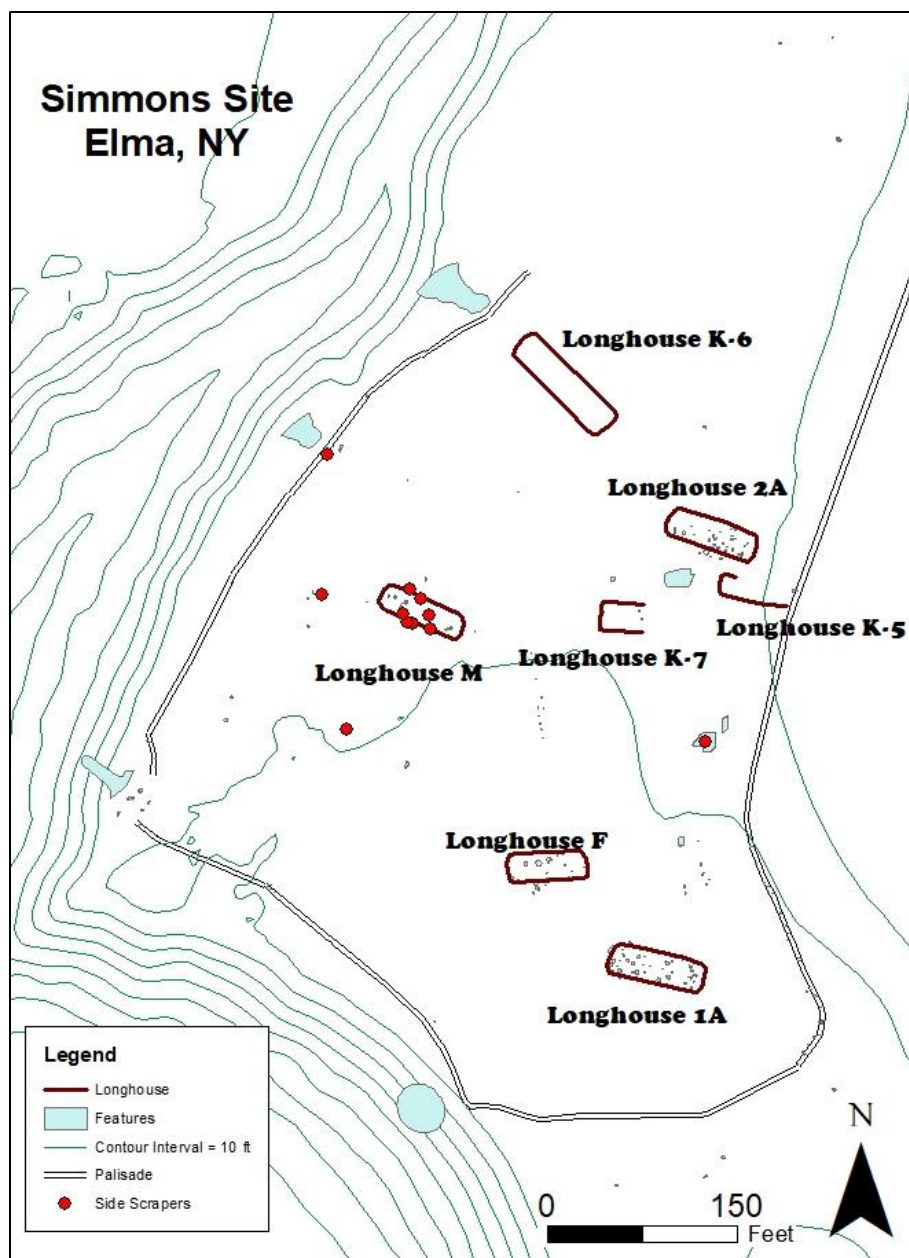 Simmons Site
Elma, NY
Longhouse K-6
Longhouse 2A
Longhouse K-5
Longhouse K-7
Longhouse M
Longhouse F
Longhouse 1A
Legend
Longhouse
Features
Contour Interval = 10 ft
Palisade
Side Scrapers
N
0 150
Feet